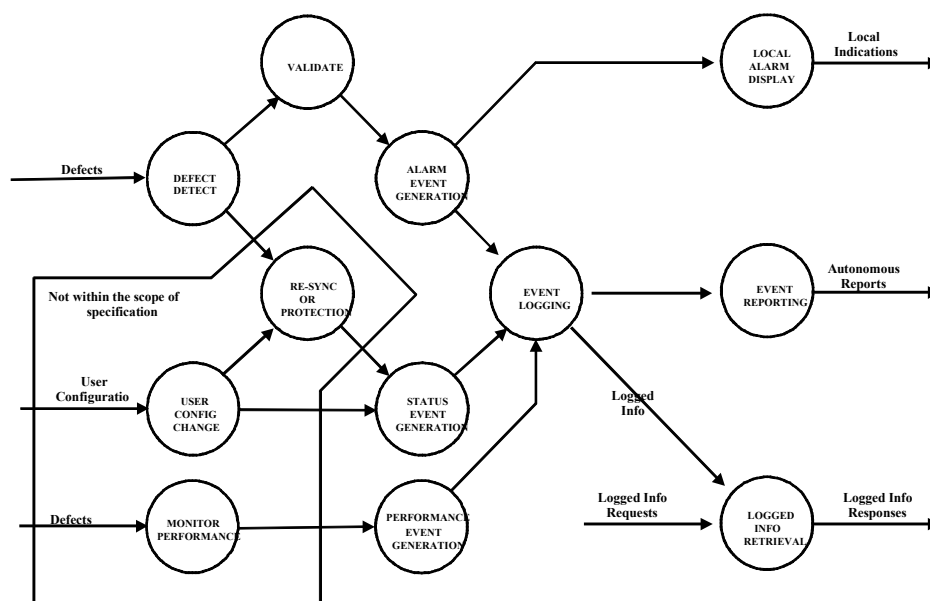 VALIDATE
LOCAL
ALARM
DISPLAY
Local
Indications
Defects
DEFECT
DETECT
ALARM
EVENT
GENERATION
Not within the scope of
specification
RE-SYNC
OR
PROTECTION
EVENT
LOGGING
EVENT
REPORTING
Autonomous
Reports
User
Configuratio
USER
CONFIG
CHANGE
STATUS
EVENT
GENERATION
Logged
Info
Defects
MONITOR
PERFORMANCE
PERFORMANCE
EVENT
GENERATION
Logged Info
Requests
LOGGED
INFO
RETRIEVAL
Logged Info
Responses